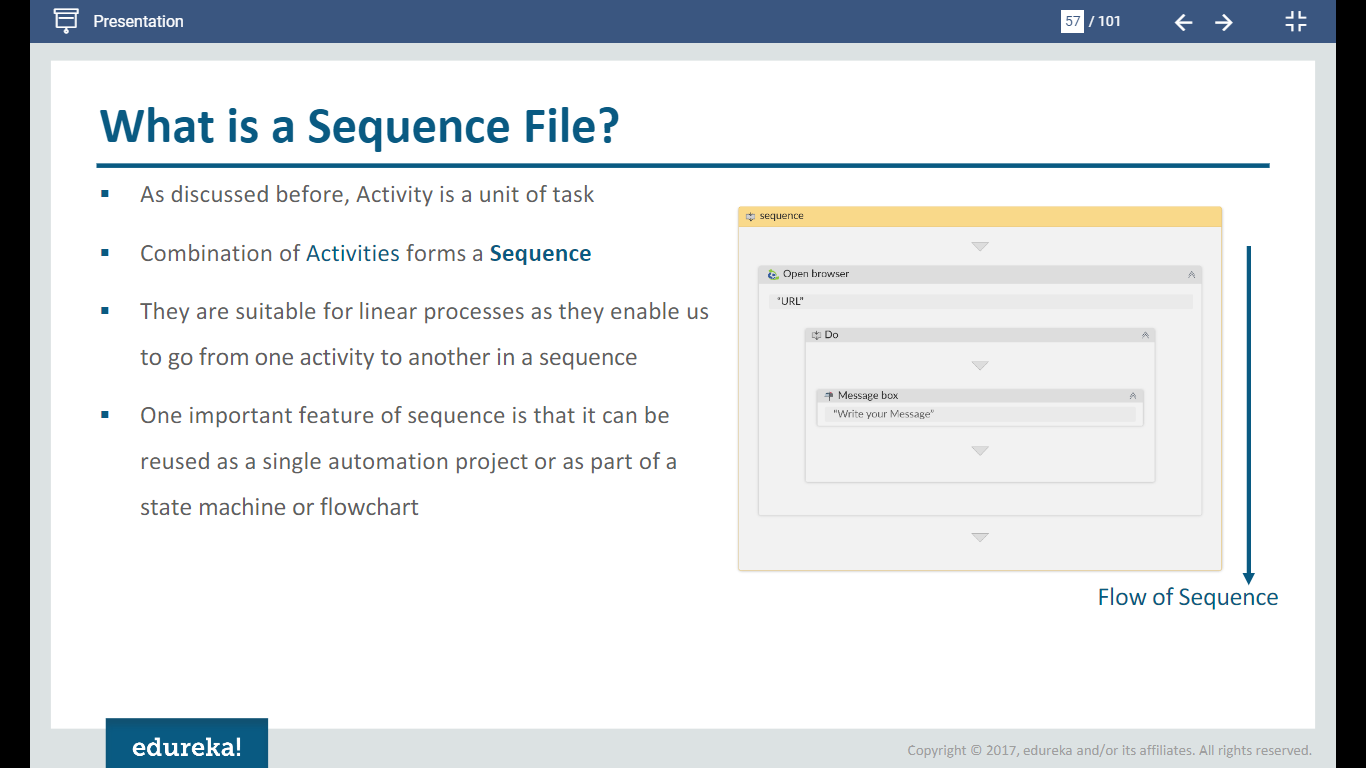 Presentation
57 / 101
What is a Sequence File?
▪ As discussed before, Activity is a unit of task
▪ Combination of Activities forms a Sequence
▪ They are suitable for linear processes as they enable us
to go from one activity to another in a sequence
▪ One important feature of sequence is that it can be
reused as a single automation project or as part of a
state machine or flowchart
sequence
Open browser
"URL"
Do
Message box
"Write your Message"
Flow of Sequence
edureka!
Copyright © 2017, edureka and/or its affiliates. All rights reserved.